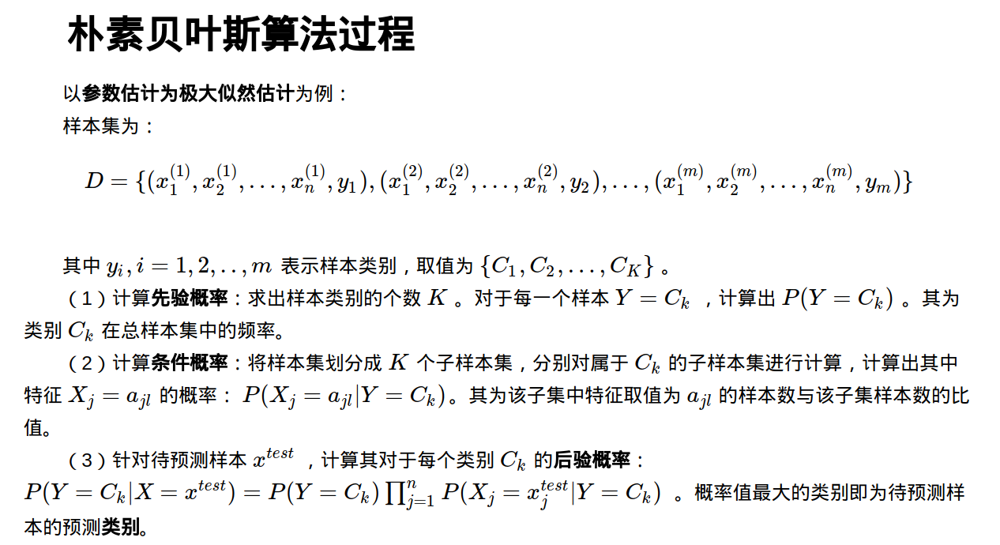 朴素贝叶斯算法过程
以参数估计为极大似然估计为例：
样本集为：
$D = \{(x_1^{(1)}, x_2^{(1)}, \ldots, x_n^{(1)}, y_1), (x_1^{(2)}, x_2^{(2)}, \ldots, x_n^{(2)}, y_2), \ldots, (x_1^{(m)}, x_2^{(m)}, \ldots, x_n^{(m)}, y_m)\}$
其中 $y_i, i = 1, 2, .., m$ 表示样本类别，取值为 $\{C_1, C_2, \ldots, C_K\}$ 。
（1）计算先验概率：求出样本类别的个数 $K$ 。对于每一个样本 $Y = C_k$ ，计算出 $P(Y = C_k)$ 。其为
类别 $C_k$ 在总样本集中的频率。
（2）计算条件概率：将样本集划分成 $K$ 个子样本集，分别对属于 $C_k$ 的子样本集进行计算，计算出其中
特征 $X_j = a_{jl}$ 的概率： $P(X_j = a_{jl}|Y = C_k)$。其为该子集中特征取值为 $a_{jl}$ 的样本数与该子集样本数的比
值。
（3）针对待预测样本 $x^{test}$ ，计算其对于每个类别 $C_k$ 的后验概率：
$P(Y = C_k|X = x^{test}) = P(Y = C_k) \prod_{j=1}^{n} P(X_j = x_j^{test}|Y = C_k)$ 。概率值最大的类别即为待预测样
本的预测类别。